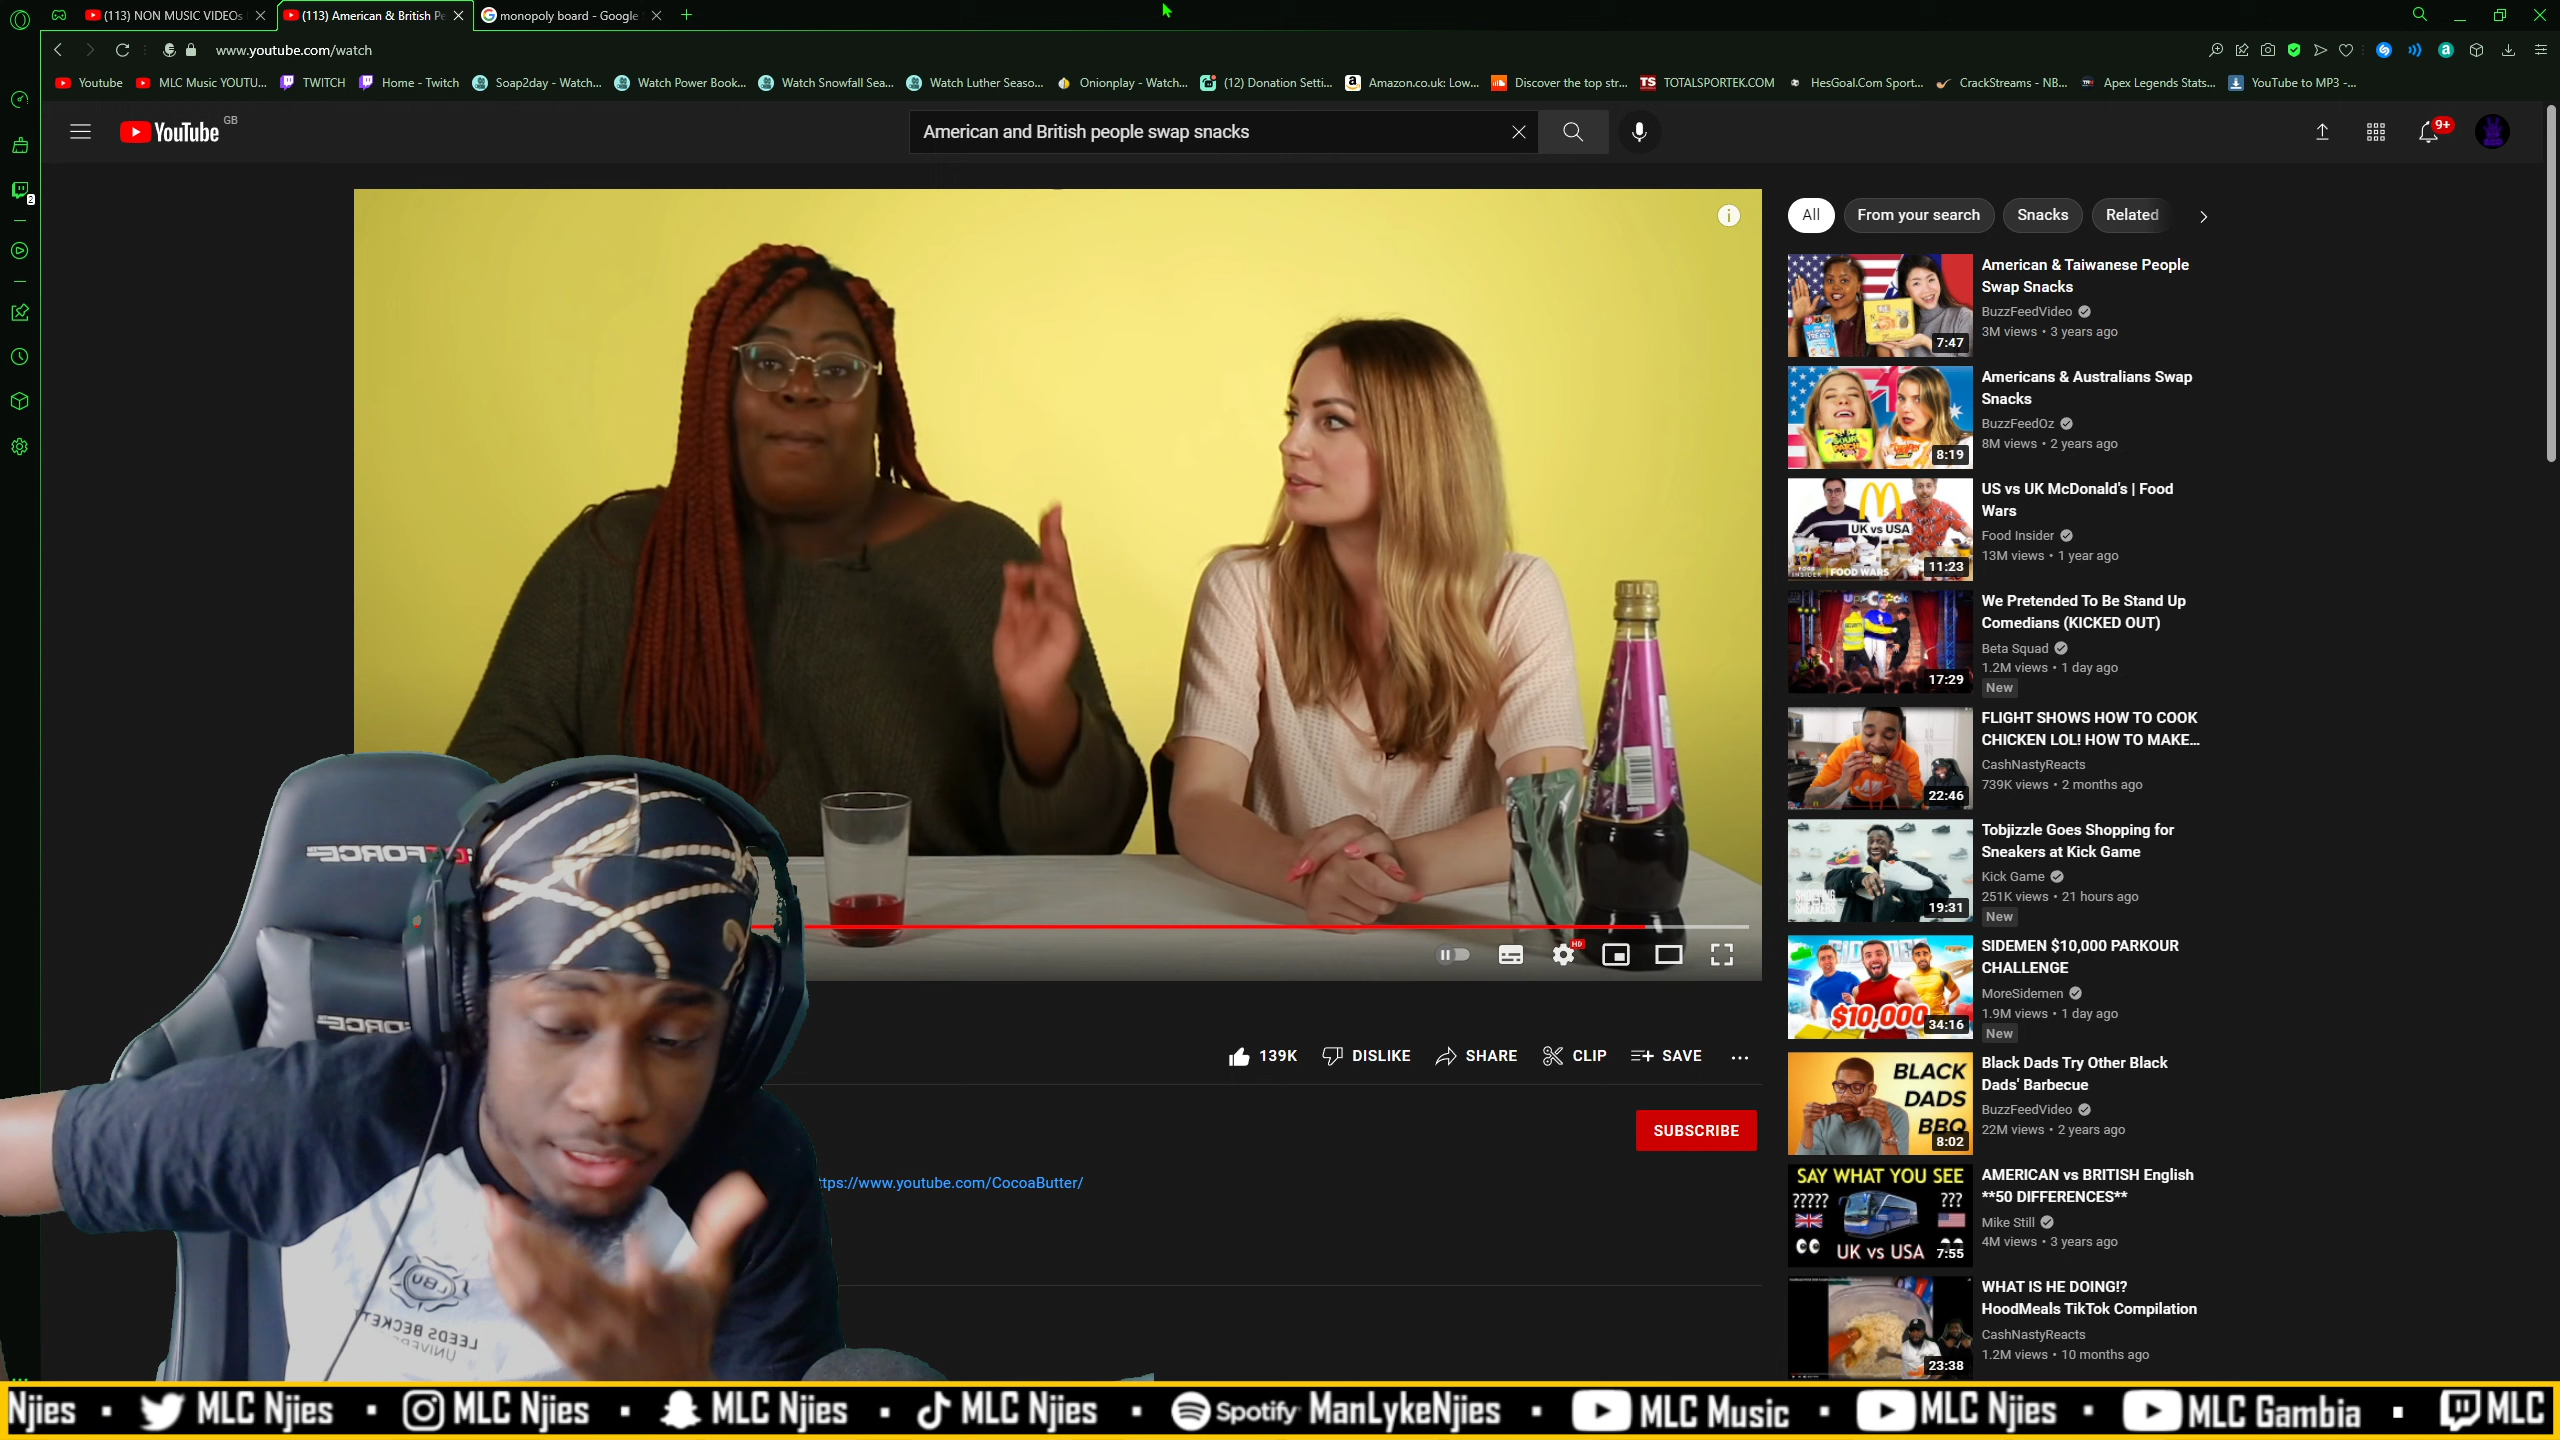 (113) NON MUSIC VIDEOs
(113) American & British Pe
monopoly board - Google
www.youtube.com/watch
Youtube
MLC Music YOUTU...
TWITCH
Home - Twitch
Soap2day - Watch...
Watch Power Book...
Watch Snowfall Sea...
Watch Luther Seaso...
Onionplay - Watch...
(12) Donation Setti...
Amazon.co.uk: Low...
Discover the top str...
TOTALSPORTEK.COM
HesGoal.Com Sport...
CrackStreams - NB...
Apex Legends Stats...
YouTube to MP3 -...
YouTube GB
American and British people swap snacks
9+
2
All
From your search
Snacks
Related
American & Taiwanese People
Swap Snacks
BuzzFeedVideo
3M views • 3 years ago
7:47
Americans & Australians Swap
Snacks
BuzzFeedOz
8M views • 2 years ago
8:19
US vs UK McDonald's | Food
Wars
Food Insider
13M views • 1 year ago
UK vs USA
FOOD WARS
11:23
We Pretended To Be Stand Up
Comedians (KICKED OUT)
Beta Squad
1.2M views • 1 day ago
New
17:29
FLIGHT SHOWS HOW TO COOK
CHICKEN LOL! HOW TO MAKE...
CashNastyReacts
739K views • 2 months ago
22:46
Tobjizzle Goes Shopping for
Sneakers at Kick Game
Kick Game
251K views • 21 hours ago
New
19:31
SIDEMEN $10,000 PARKOUR
CHALLENGE
MoreSidemen
1.9M views • 1 day ago
New
$10,000
34:16
Black Dads Try Other Black
Dads' Barbecue
BuzzFeedVideo
22M views • 2 years ago
BLACK
DADS
BBQ
8:02
AMERICAN vs BRITISH English
**50 DIFFERENCES**
Mike Still
4M views • 3 years ago
SAY WHAT YOU SEE
????? ???
UK vs USA
7:55
WHAT IS HE DOING!?
HoodMeals TikTok Compilation
CashNastyReacts
1.2M views • 10 months ago
23:38
HD
139K
DISLIKE
SHARE
CLIP
SAVE
SUBSCRIBE
ttps://www.youtube.com/CocoaButter/
LBU
LEEDS BECKET
UNIVERS
Njies • MLC Njies • MLC Njies • MLC Njies • MLC Njies • Spotify ManLykeNjies • MLC Music • MLC Njies • MLC Gambia • MLC